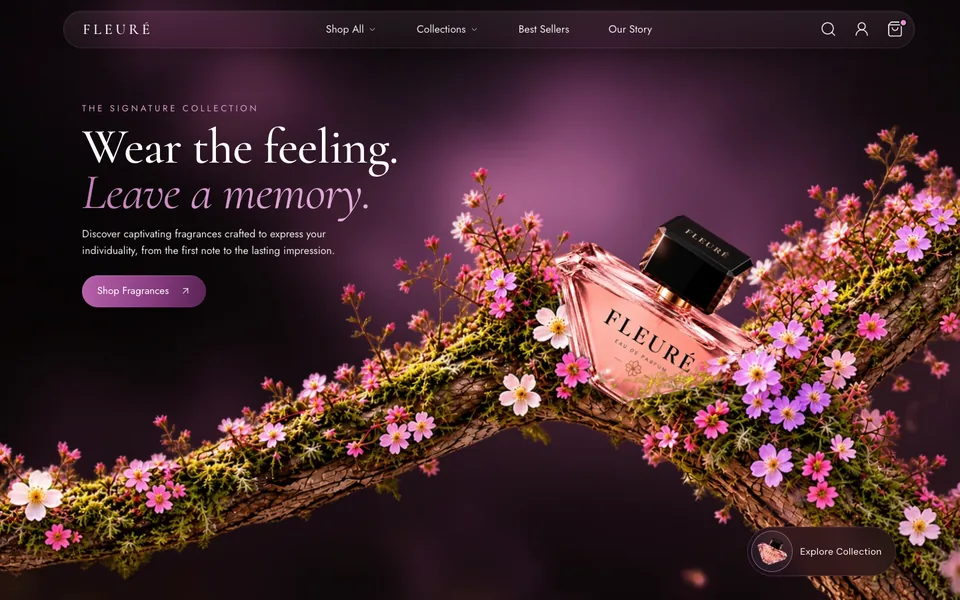 FLEURÉ
Shop All
Collections
Best Sellers
Our Story
THE SIGNATURE COLLECTION
Wear the feeling.
Leave a memory.
Discover captivating fragrances crafted to express your
individuality, from the first note to the lasting impression.
Shop Fragrances
FLEURÉ
FLEURÉ
EAU DE PARFUM
Explore Collection